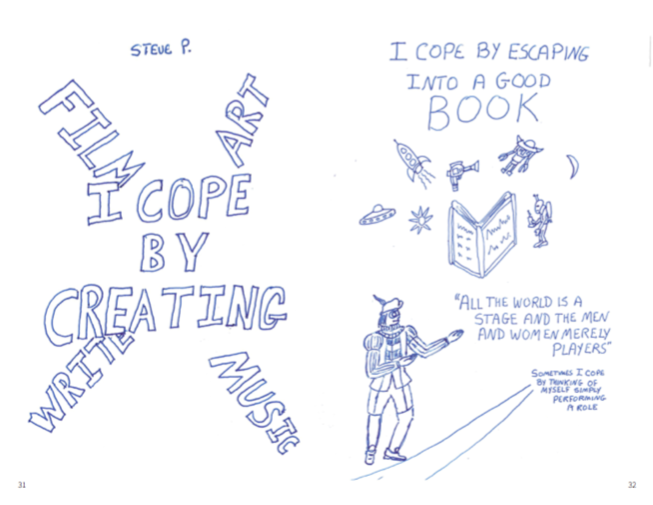 STEVE P.
FILM
ART
I COPE
BY
CREATING
WRITE
MUSIC
31
I COPE BY ESCAPING
INTO A GOOD
BOOK
"ALL THE WORLD IS A
STAGE AND THE MEN
AND WOMEN MERELY
PLAYERS"
SOMETIMES I COPE
BY THINKING OF
MYSELF SIMPLY
PERFORMING
A ROLE
32